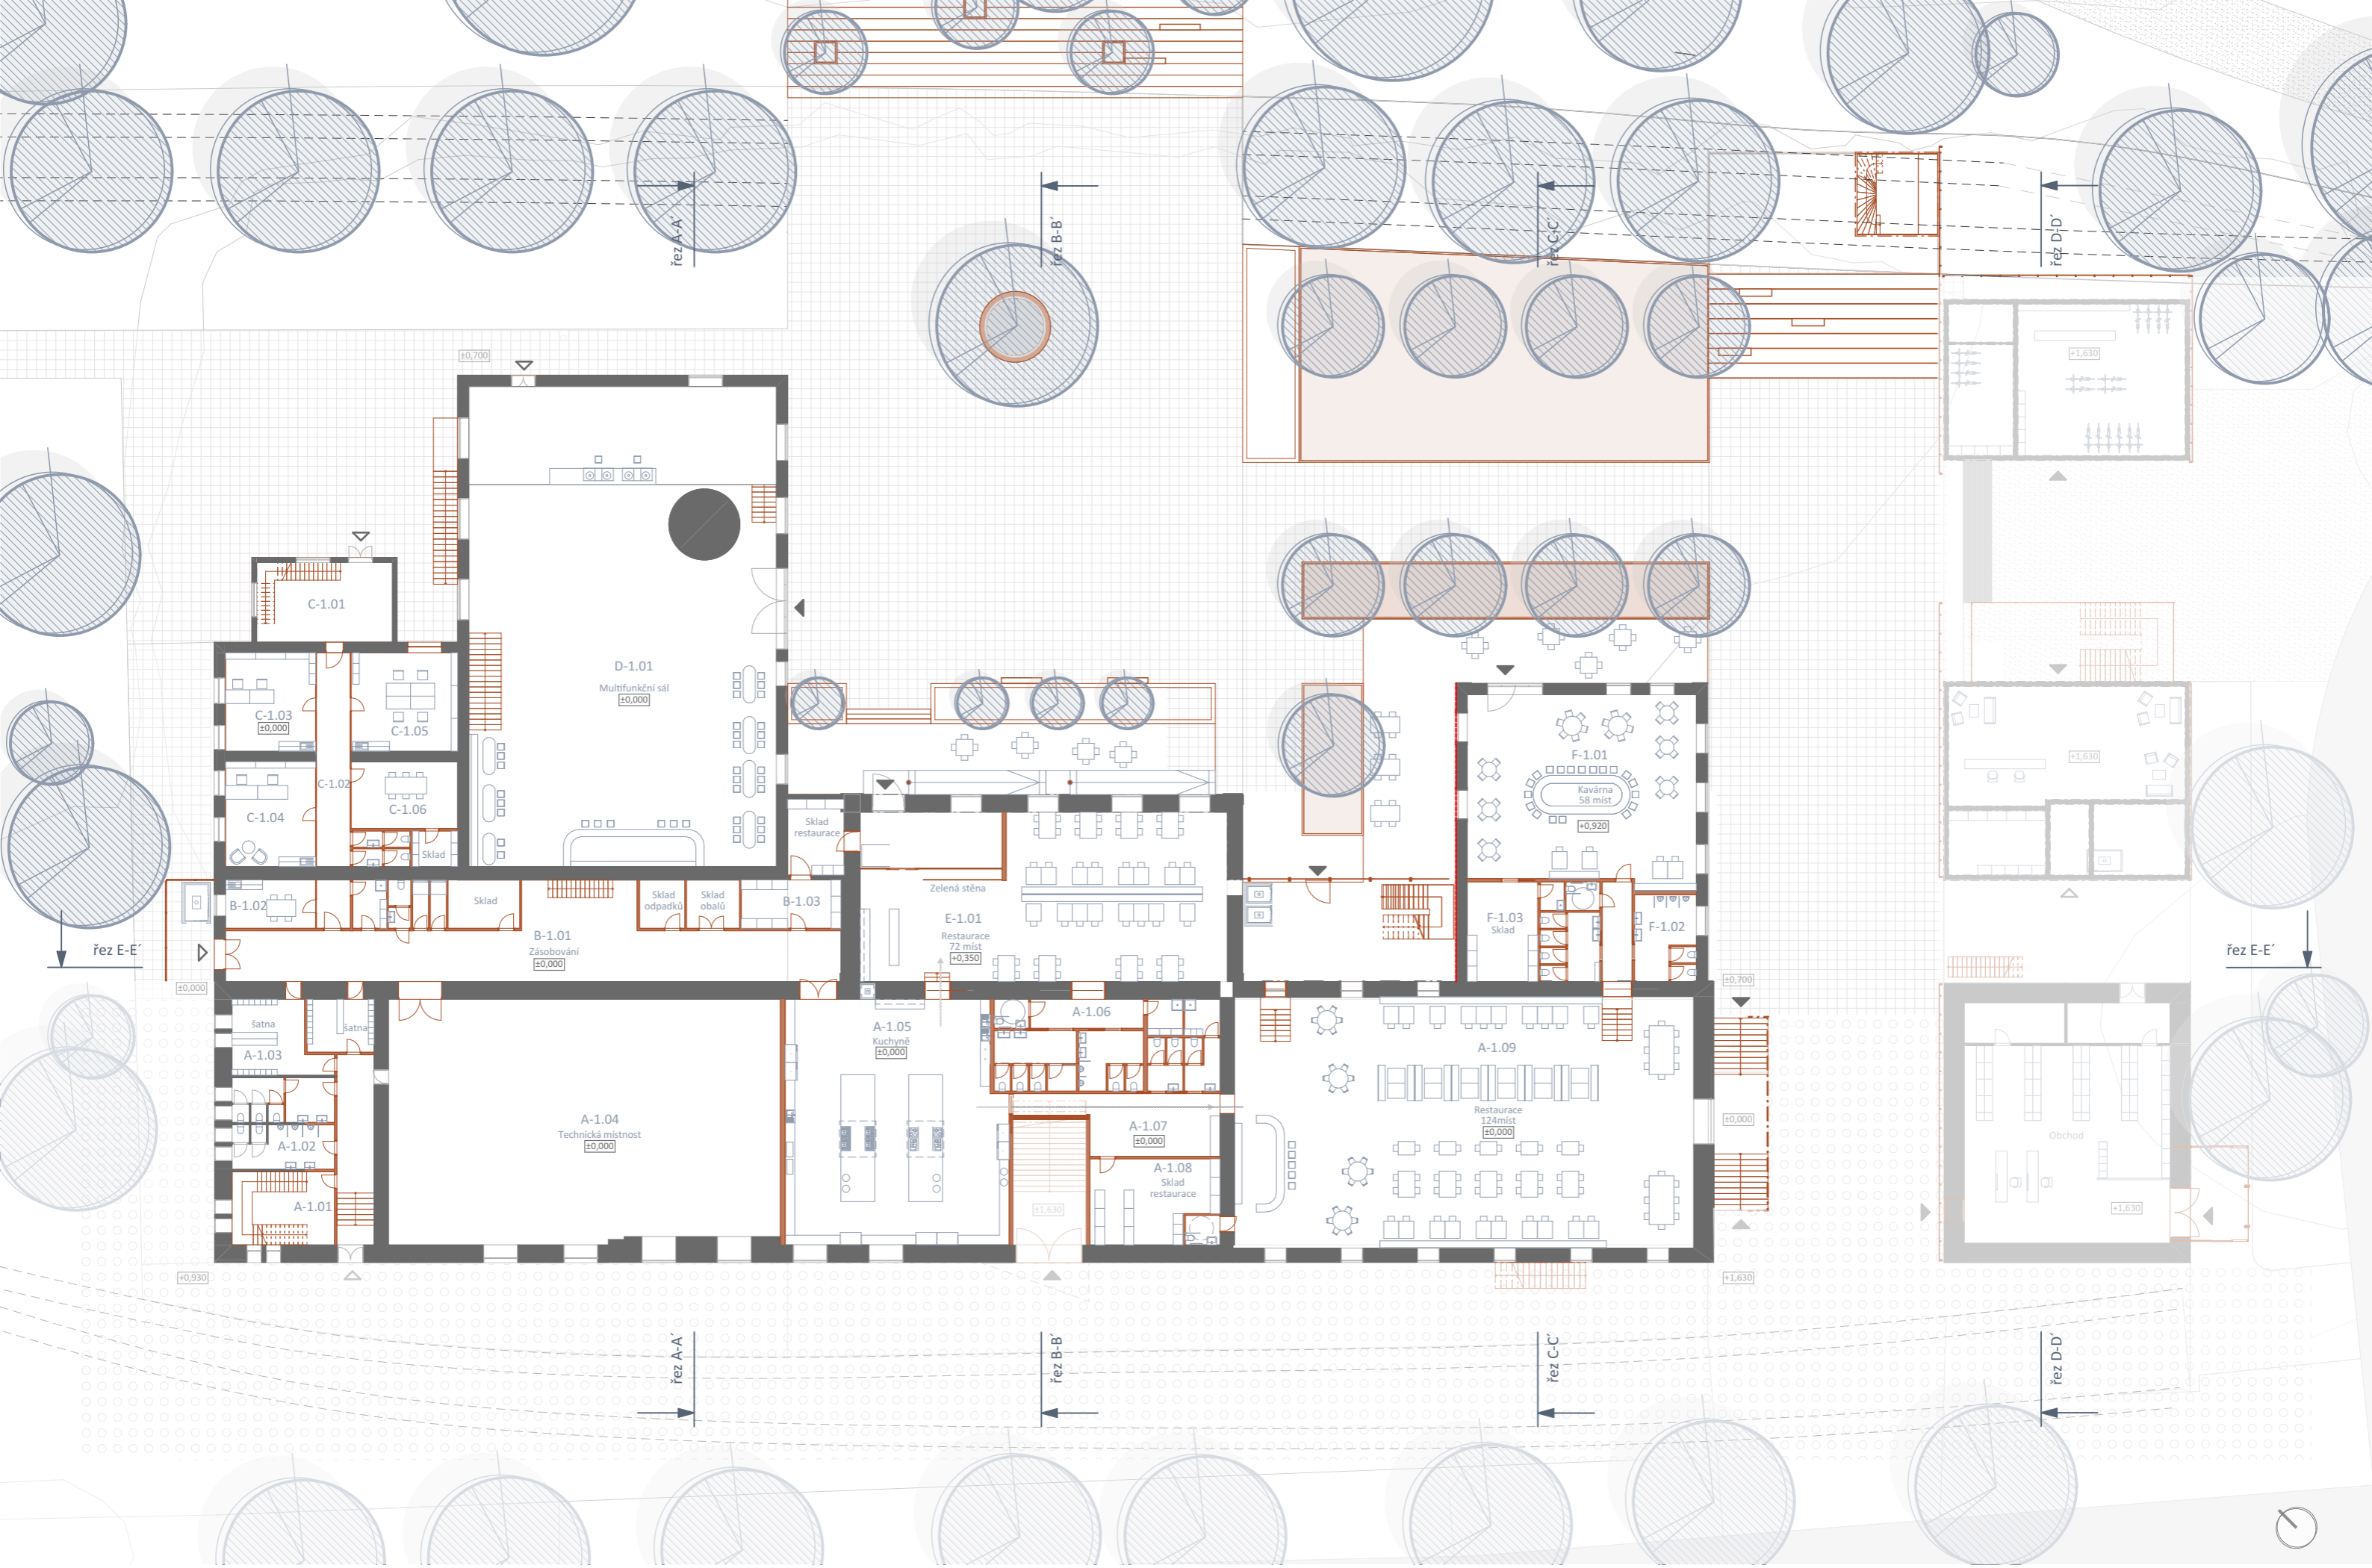 řez A-A´
řez B-B´
řez C-C´
řez D-D´
±0,700
+1,630
C-1.01
D-1.01
Multifunkční sál
±0,000
C-1.03
±0,000
C-1.05
C-1.02
C-1.04
C-1.06
Sklad
F-1.01
Kavárna
58 míst
+0,920
+1,630
Sklad
restaurace
Zelená stěna
E-1.01
Restaurace
72 míst
+0,350
B-1.02
Sklad
Sklad
odpadků
Sklad
obalů
B-1.03
B-1.01
Zásobování
±0,000
F-1.03
Sklad
F-1.02
řez E-E´
řez E-E´
±0,000
±0,700
šatna
šatna
A-1.03
A-1.05
Kuchyně
±0,000
A-1.06
A-1.09
A-1.04
Technická místnost
±0,000
A-1.02
A-1.07
±0,000
Restaurace
124míst
±0,000
±0,000
Obchod
A-1.01
A-1.08
Sklad
restaurace
±1,630
+1,630
+0,930
+1,630
řez A-A´
řez B-B´
řez C-C´
řez D-D´